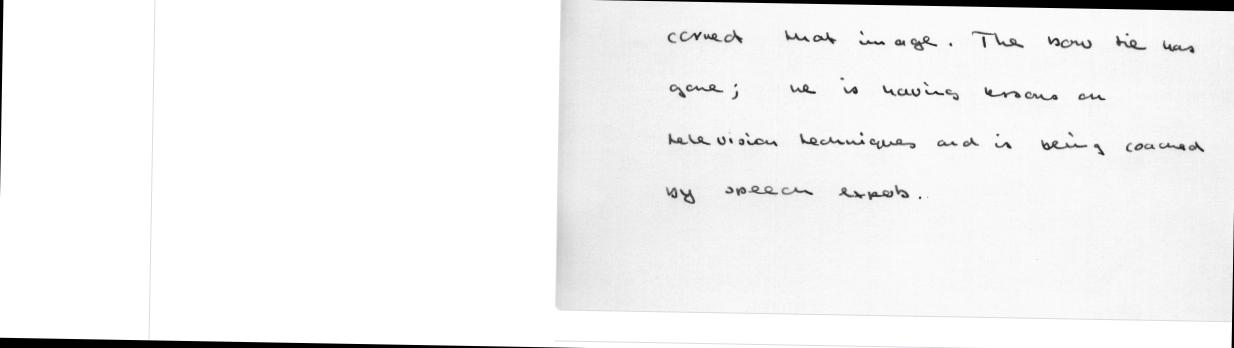 carved that image. The bow tie has
gone; he is having lessons on
television techniques and is being coached
by speech experts.